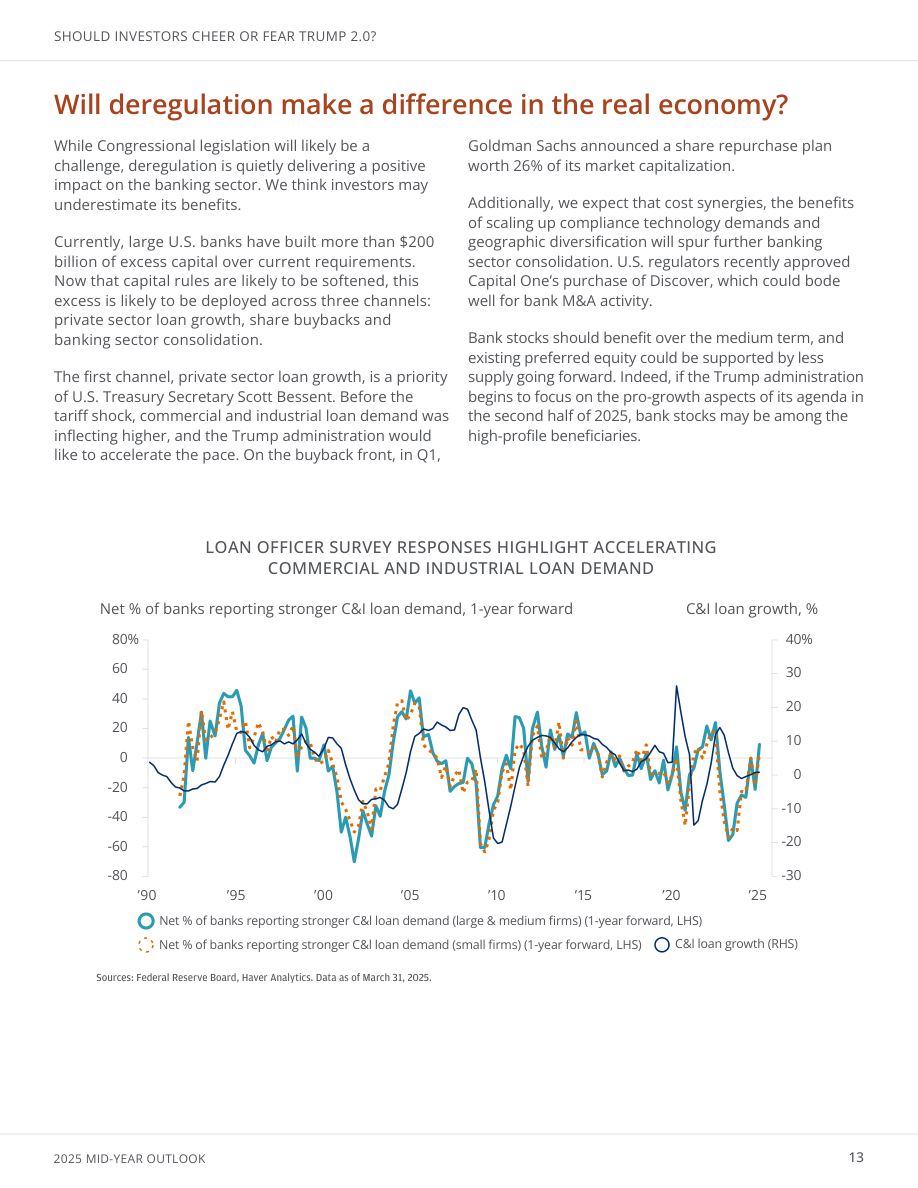 SHOULD INVESTORS CHEER OR FEAR TRUMP 2.0?
Will deregulation make a difference in the real economy?
While Congressional legislation will likely be a
challenge, deregulation is quietly delivering a positive
impact on the banking sector. We think investors may
underestimate its benefits.
Currently, large U.S. banks have built more than $200
billion of excess capital over current requirements.
Now that capital rules are likely to be softened, this
excess is likely to be deployed across three channels:
private sector loan growth, share buybacks and
banking sector consolidation.
The first channel, private sector loan growth, is a priority
of U.S. Treasury Secretary Scott Bessent. Before the
tariff shock, commercial and industrial loan demand was
inflecting higher, and the Trump administration would
like to accelerate the pace. On the buyback front, in Q1,
Goldman Sachs announced a share repurchase plan
worth 26% of its market capitalization.
Additionally, we expect that cost synergies, the benefits
of scaling up compliance technology demands and
geographic diversification will spur further banking
sector consolidation. U.S. regulators recently approved
Capital One’s purchase of Discover, which could bode
well for bank M&A activity.
Bank stocks should benefit over the medium term, and
existing preferred equity could be supported by less
supply going forward. Indeed, if the Trump administration
begins to focus on the pro-growth aspects of its agenda in
the second half of 2025, bank stocks may be among the
high-profile beneficiaries.
LOAN OFFICER SURVEY RESPONSES HIGHLIGHT ACCELERATING
COMMERCIAL AND INDUSTRIAL LOAN DEMAND
Net % of banks reporting stronger C&I loan demand, 1-year forward
C&I loan growth, %
80%
60
40
20
0
-20
-40
-60
-80
40%
30
20
10
0
-10
-20
-30
’90 ’95 ’00 ’05 ’10 ’15 ’20 ’25
Net % of banks reporting stronger C&I loan demand (large & medium firms) (1-year forward, LHS)
Net % of banks reporting stronger C&I loan demand (small firms) (1-year forward, LHS) C&I loan growth (RHS)
Sources: Federal Reserve Board, Haver Analytics. Data as of March 31, 2025.
2025 MID-YEAR OUTLOOK
13